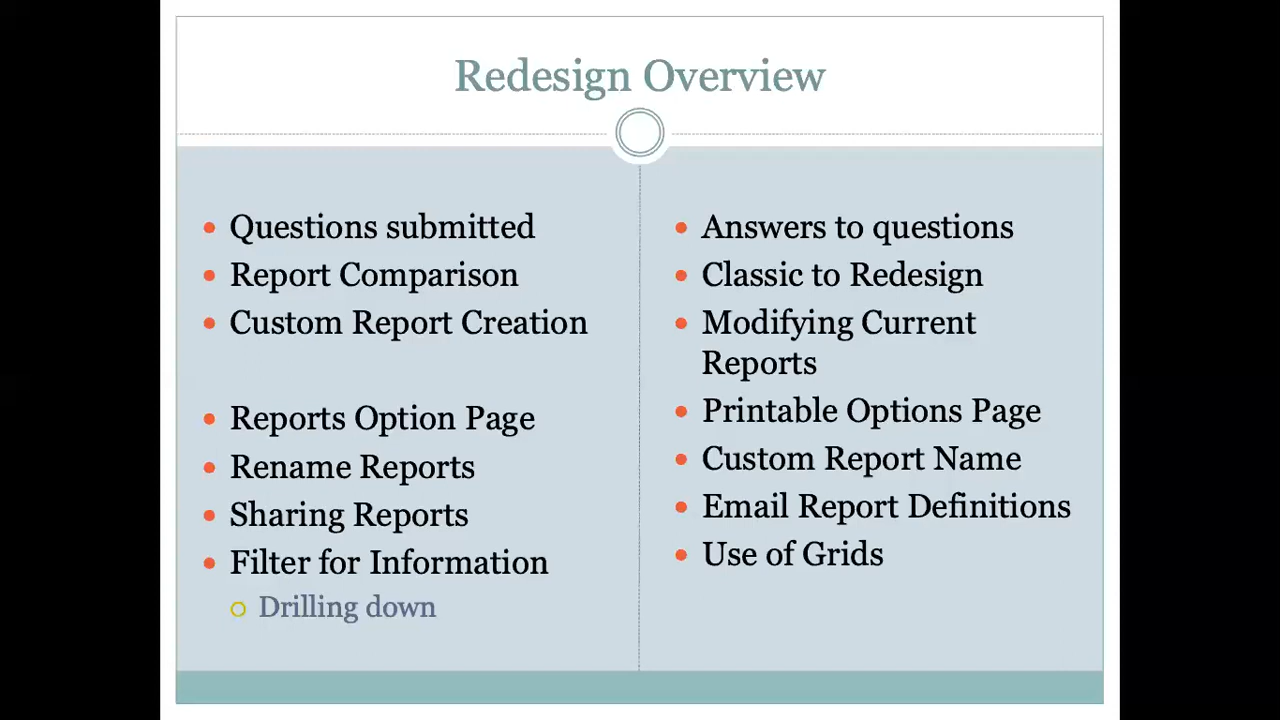 Redesign Overview
Questions submitted
Report Comparison
Custom Report Creation
Reports Option Page
Rename Reports
Sharing Reports
Filter for Information
Drilling down
Answers to questions
Classic to Redesign
Modifying Current
Reports
Printable Options Page
Custom Report Name
Email Report Definitions
Use of Grids